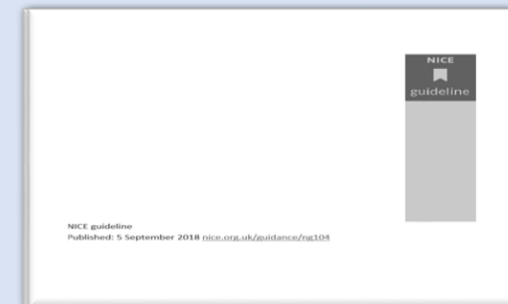 NICE
guideline
NICE guideline
Published: 5 September 2018 nice.org.uk/guidance/ng104